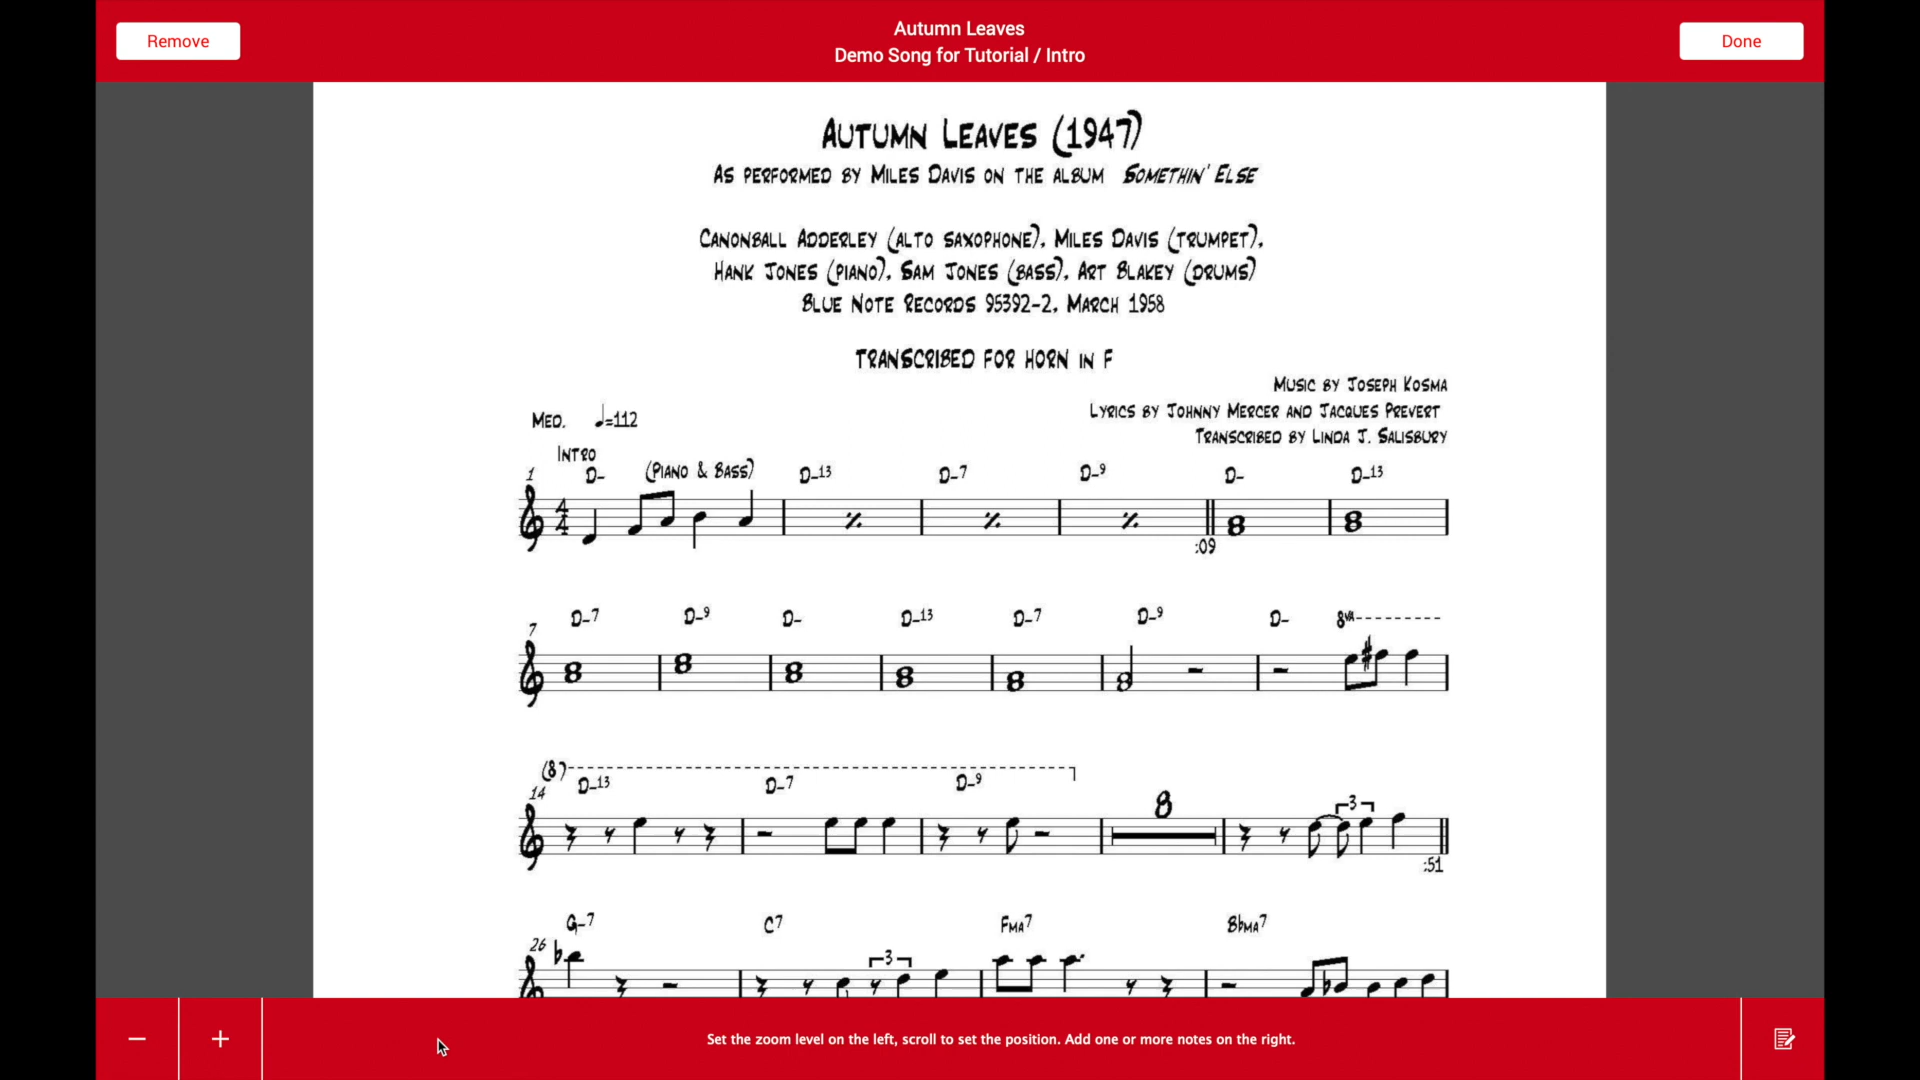 Remove
Autumn Leaves
Demo Song for Tutorial / Intro
Done
AUTUMN LEAVES (1947)
AS PERFORMED BY MILES DAVIS ON THE ALBUM SOMETHIN' ELSE
CANONBALL ADDERLEY (ALTO SAXOPHONE), MILES DAVIS (TRUMPET),
HANK JONES (PIANO), SAM JONES (BASS), ART BLAKEY (DRUMS)
BLUE NOTE RECORDS 95392-2, MARCH 1958
TRANSCRIBED FOR HORN IN F
MUSIC BY JOSEPH KOSMA
LYRICS BY JOHNNY MERCER AND JACQUES PREVERT
TRANSCRIBED BY LINDA J. SALISBURY
MED. ♩=112
INTRO
1 D- (PIANO & BASS) D-13 D-7 D-9 D- D-13
4
4
:09
7 D-7 D-9 D- D-13 D-7 D-9 D- 8VA
(8)
14 D-13 D-7 D-9
8 3
:51
26 G-7 C7 FMA7 BbMA7
3
− +
Set the zoom level on the left, scroll to set the position. Add one or more notes on the right.